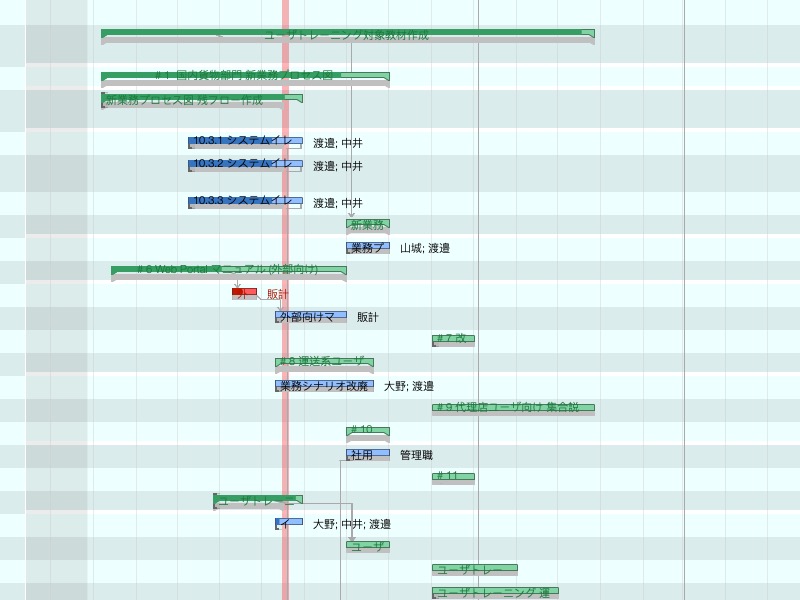 ユーザトレーニング対象教材作成
#1 国内貨物部門 新業務プロセス図
新業務プロセス図 残フロー作成
10.3.1 システムイレ 渡邉; 中井
10.3.2 システムイレ 渡邉; 中井
10.3.3 システムイレ 渡邉; 中井
新業務
業務プ 山城; 渡邉
#6 Web Portal マニュアル (外部向け)
外 販計
外部向けマ 販計
#7 改
#8 運送系ユーザ
業務シナリオ改廃 大野; 渡邉
#9 代理店ユーザ向け 集合説
#10
社用 管理職
#11
ユーザトレーニ
イ 大野; 中井; 渡邉
ユーザ
ユーザトレー
ユーザトレーニング 運